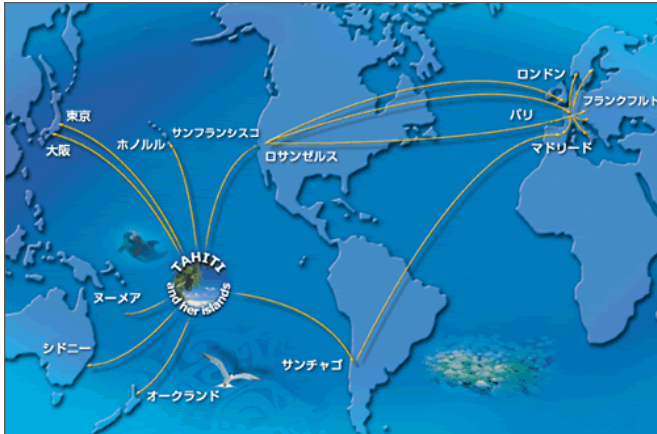 ロンドン
フランクフルト
パリ
マドリード
東京
大阪
ホノルル
サンフランシスコ
ロサンゼルス
TAHITI
and her islands
ヌーメア
シドニー
オークランド
サンチャゴ